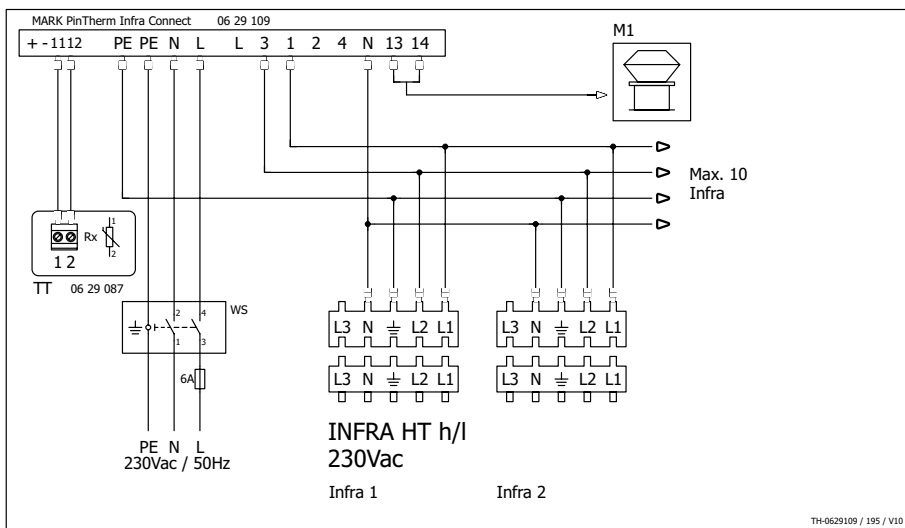 MARK PinTherm Infra Connect 06 29 109
+ - 11 12 PE PE N L L 3 1 2 4 N 13 14
M1
Max. 10
Infra
Rx 1
2
1 2
TT 06 29 087
WS
2 4
1 3
6A
L3 N L2 L1 L3 N L2 L1
L3 N L2 L1 L3 N L2 L1
PE N L
230Vac / 50Hz
INFRA HT h/l
230Vac
Infra 1 Infra 2
TH-0629109 / 195 / V10